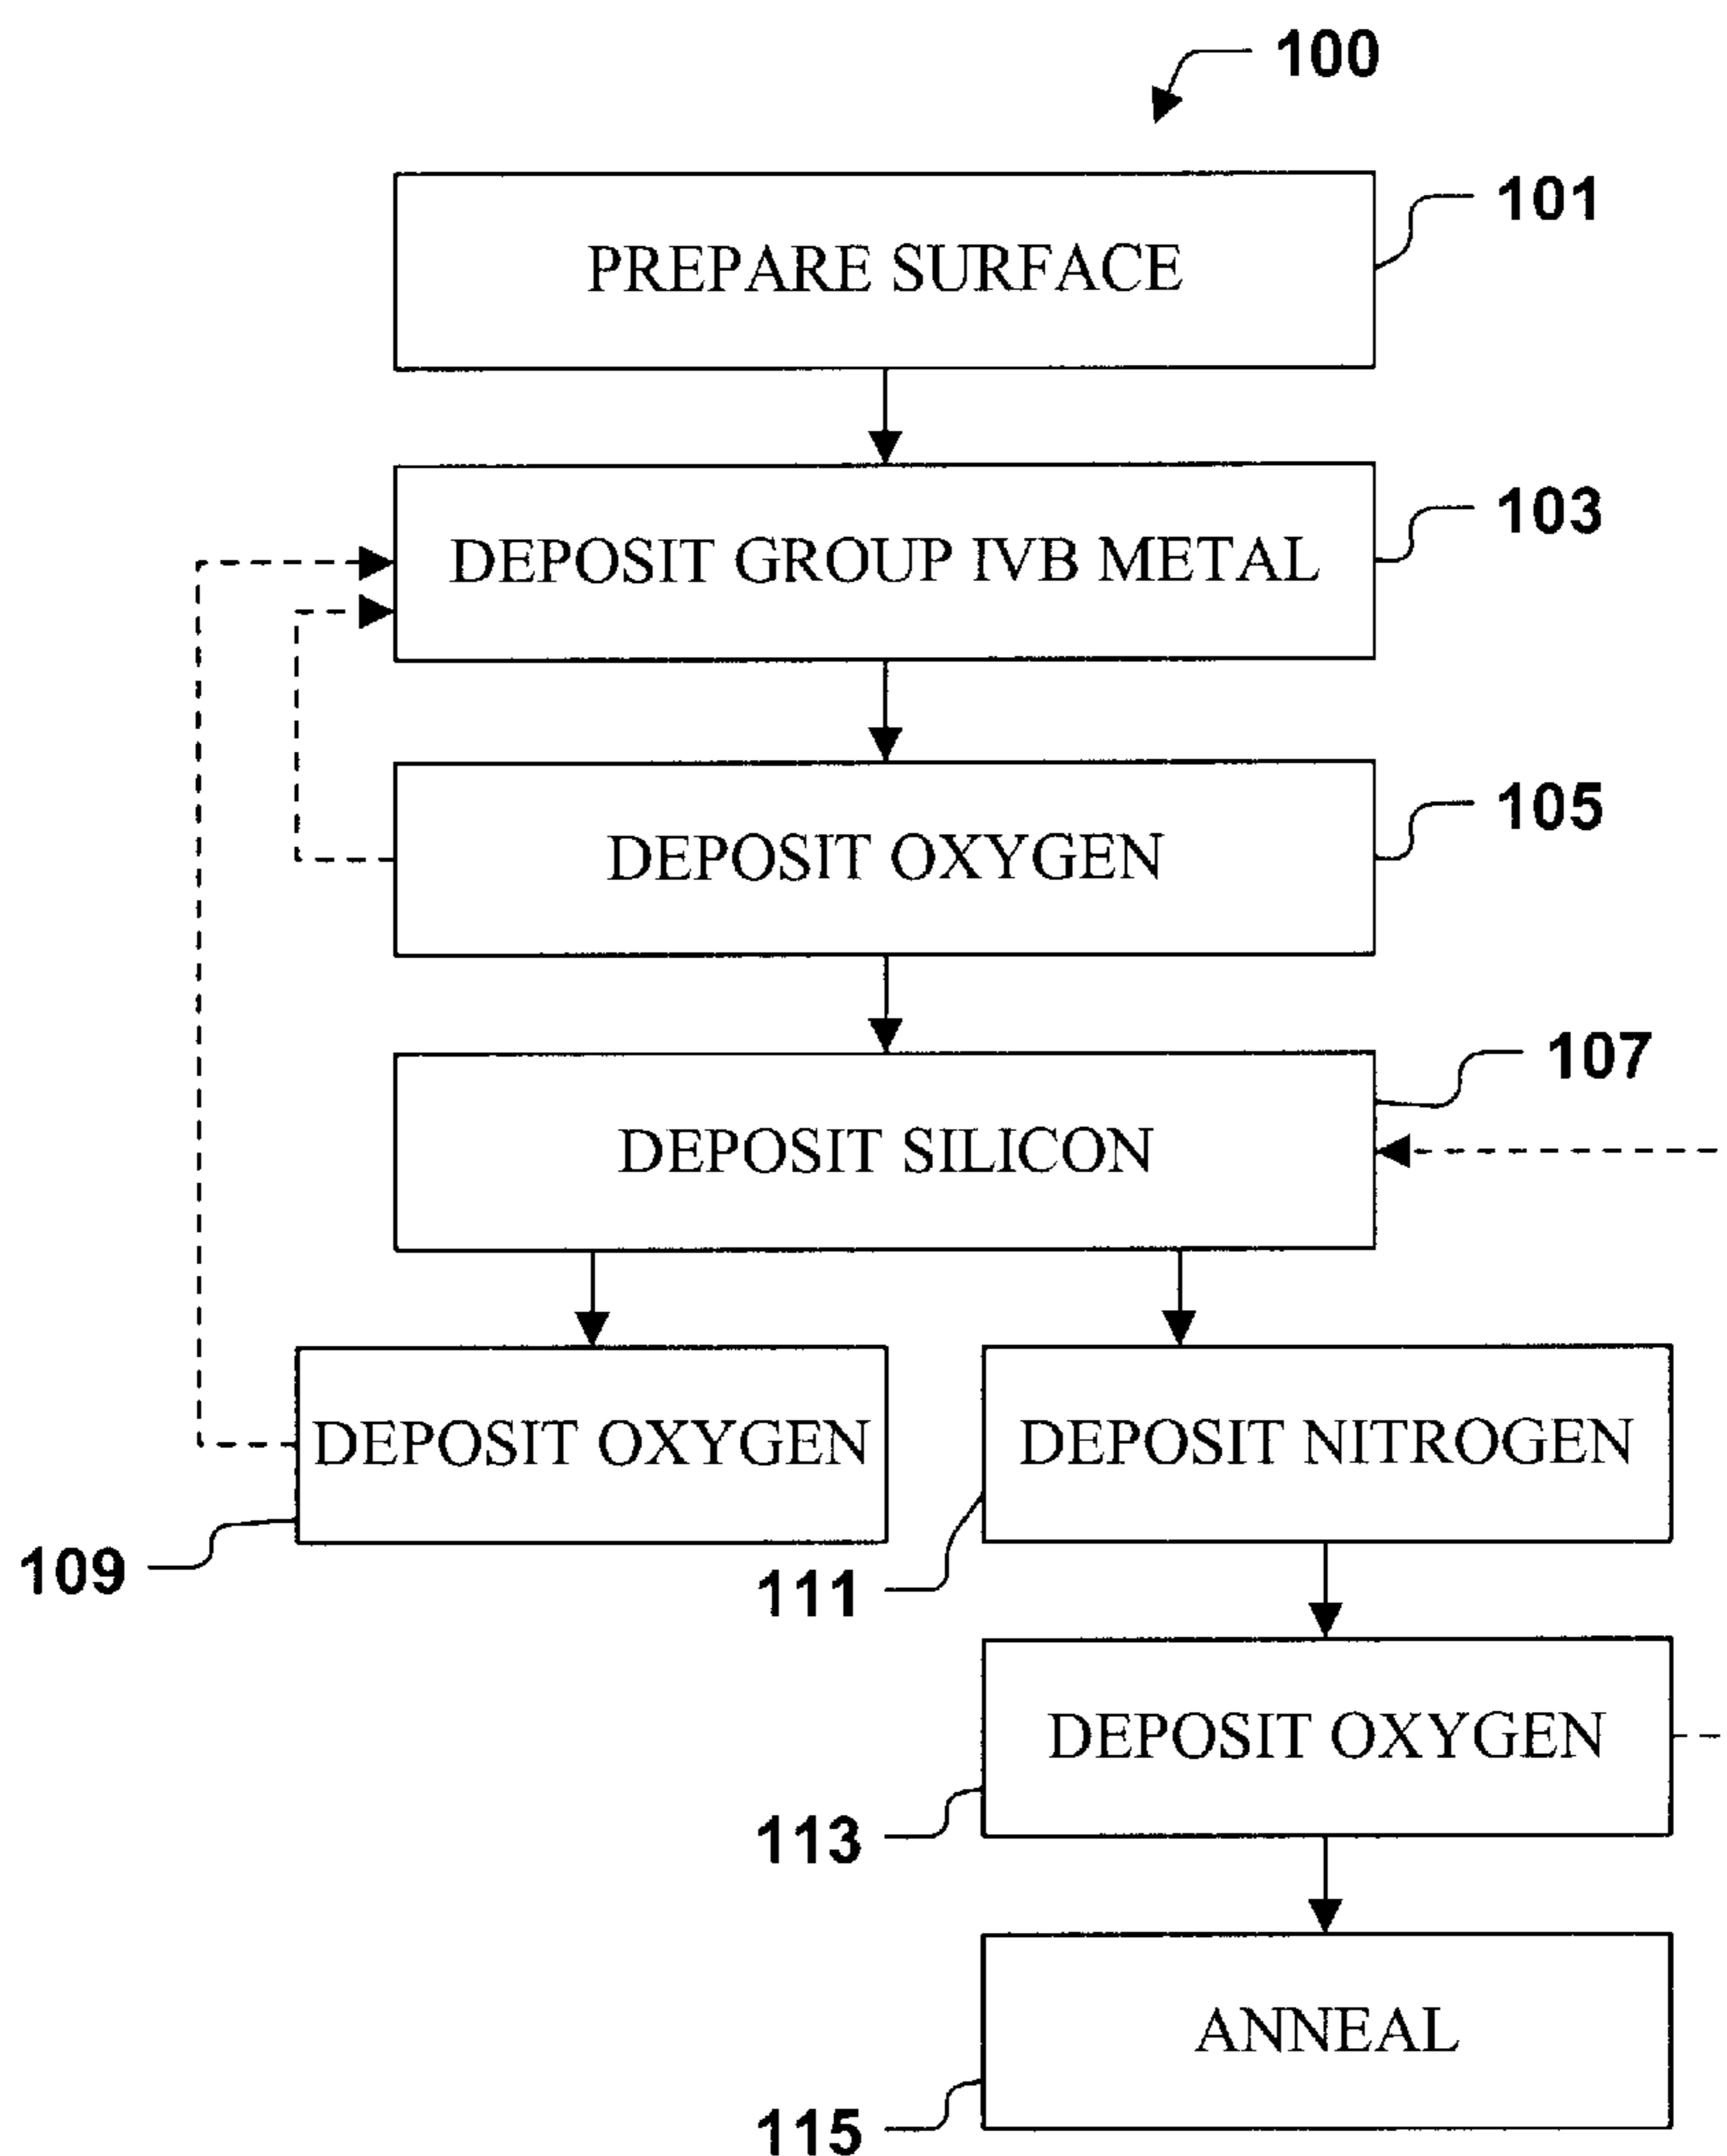 100
PREPARE SURFACE
101
DEPOSIT GROUP IVB METAL
103
DEPOSIT OXYGEN
105
DEPOSIT SILICON
107
DEPOSIT OXYGEN
109
DEPOSIT NITROGEN
111
DEPOSIT OXYGEN
113
ANNEAL
115